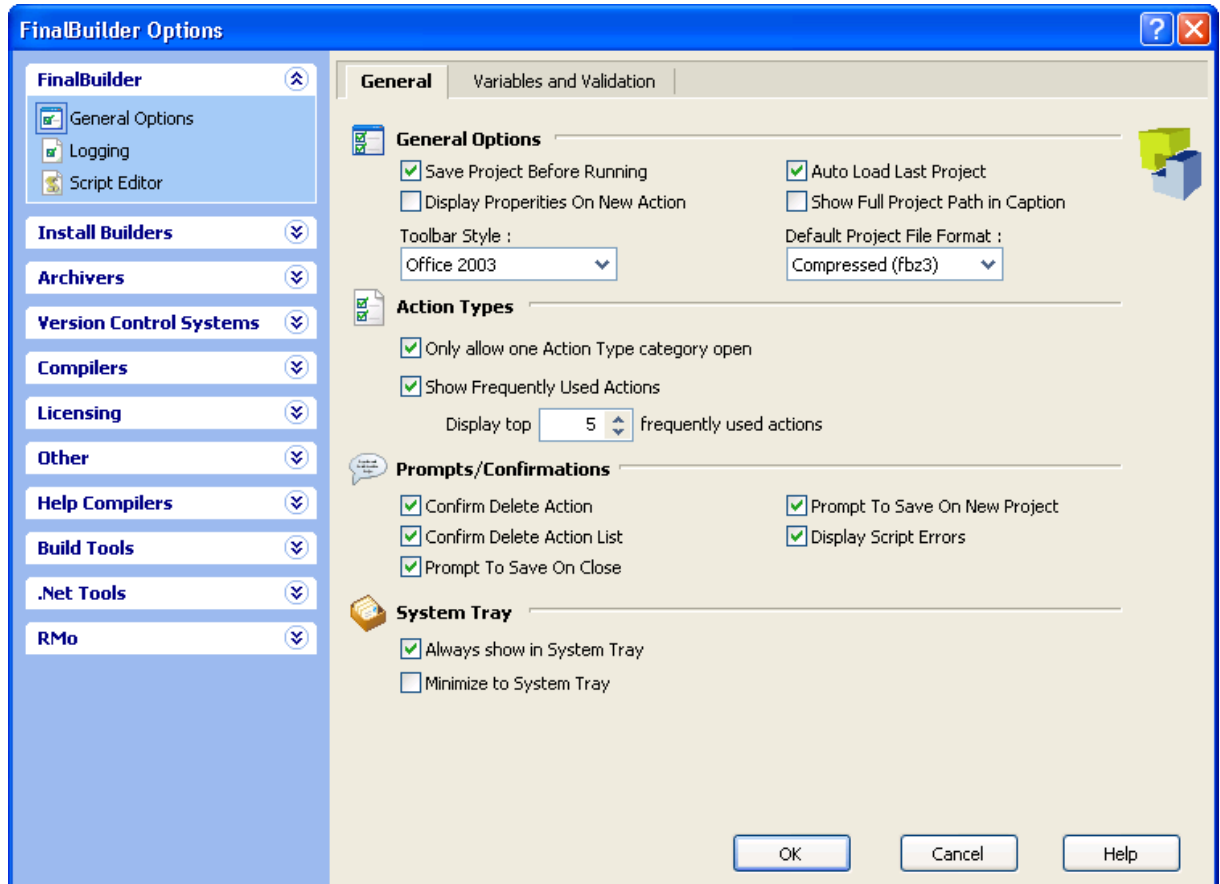 FinalBuilder Options
FinalBuilder
General Options
Logging
Script Editor
Install Builders
Archivers
Version Control Systems
Compilers
Licensing
Other
Help Compilers
Build Tools
.Net Tools
RMo
General
Variables and Validation
General Options
Save Project Before Running
Auto Load Last Project
Display Properities On New Action
Show Full Project Path in Caption
Toolbar Style :
Default Project File Format :
Office 2003
Compressed (fbz3)
Action Types
Only allow one Action Type category open
Show Frequently Used Actions
Display top 5 frequently used actions
Prompts/Confirmations
Confirm Delete Action
Prompt To Save On New Project
Confirm Delete Action List
Display Script Errors
Prompt To Save On Close
System Tray
Always show in System Tray
Minimize to System Tray
OK
Cancel
Help